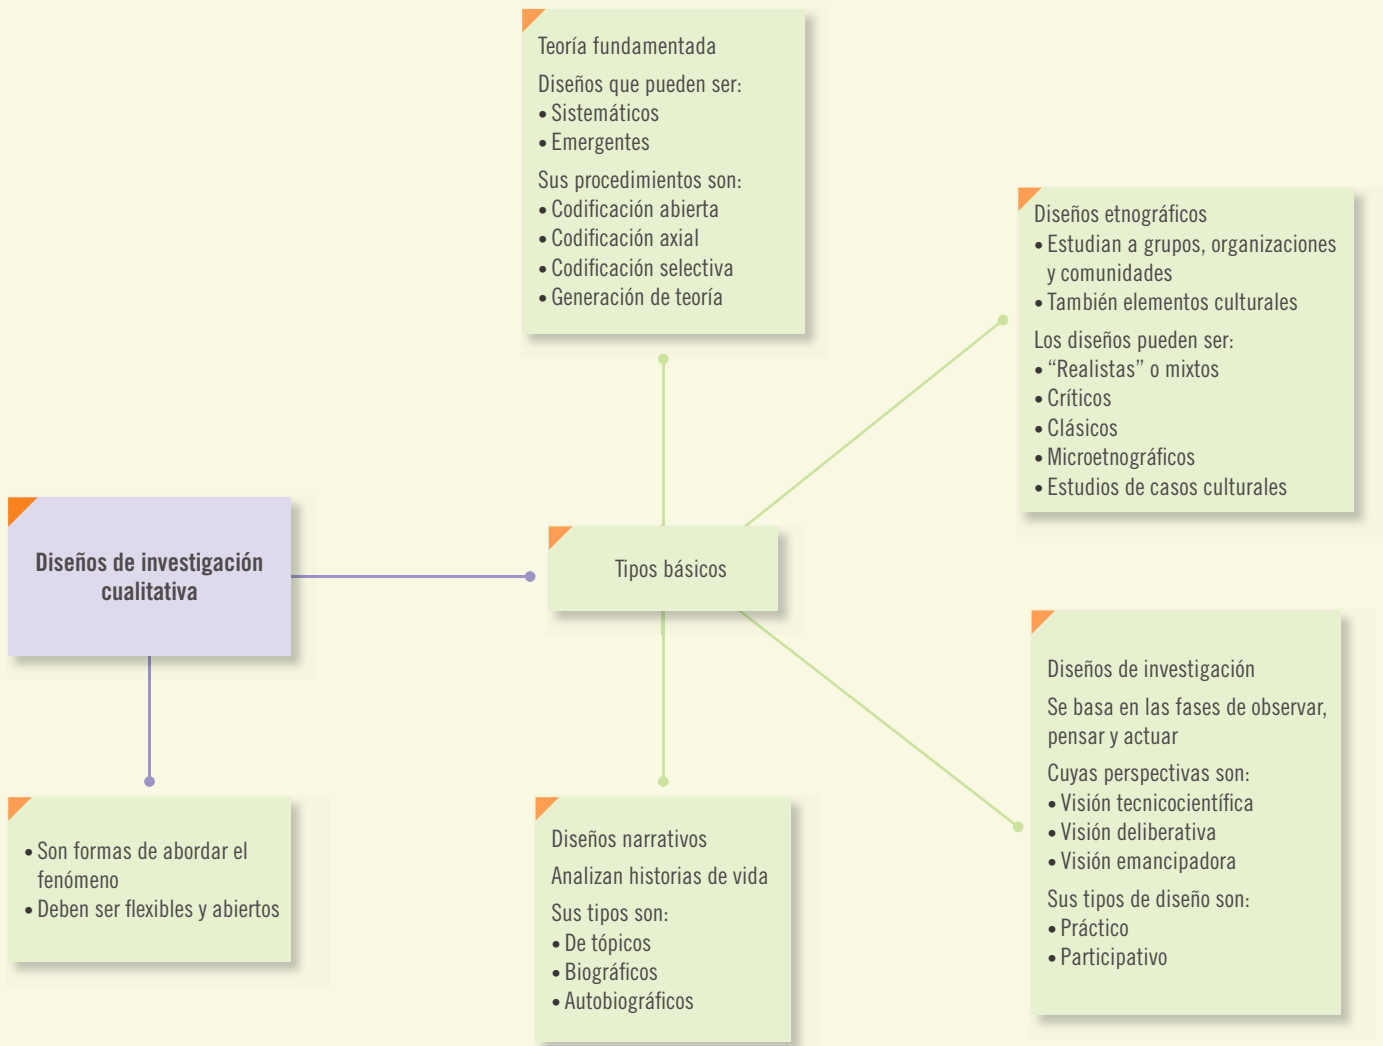 Teoría fundamentada
Diseños que pueden ser:
• Sistemáticos
• Emergentes
Sus procedimientos son:
• Codificación abierta
• Codificación axial
• Codificación selectiva
• Generación de teoría
Diseños etnográficos
• Estudian a grupos, organizaciones
y comunidades
• También elementos culturales
Los diseños pueden ser:
• “Realistas” o mixtos
• Críticos
• Clásicos
• Microetnográficos
• Estudios de casos culturales
Diseños de investigación
cualitativa
Tipos básicos
Diseños de investigación
Se basa en las fases de observar,
pensar y actuar
Cuyas perspectivas son:
• Visión tecnicocientífica
• Visión deliberativa
• Visión emancipadora
Sus tipos de diseño son:
• Práctico
• Participativo
• Son formas de abordar el
fenómeno
• Deben ser flexibles y abiertos
Diseños narrativos
Analizan historias de vida
Sus tipos son:
• De tópicos
• Biográficos
• Autobiográficos